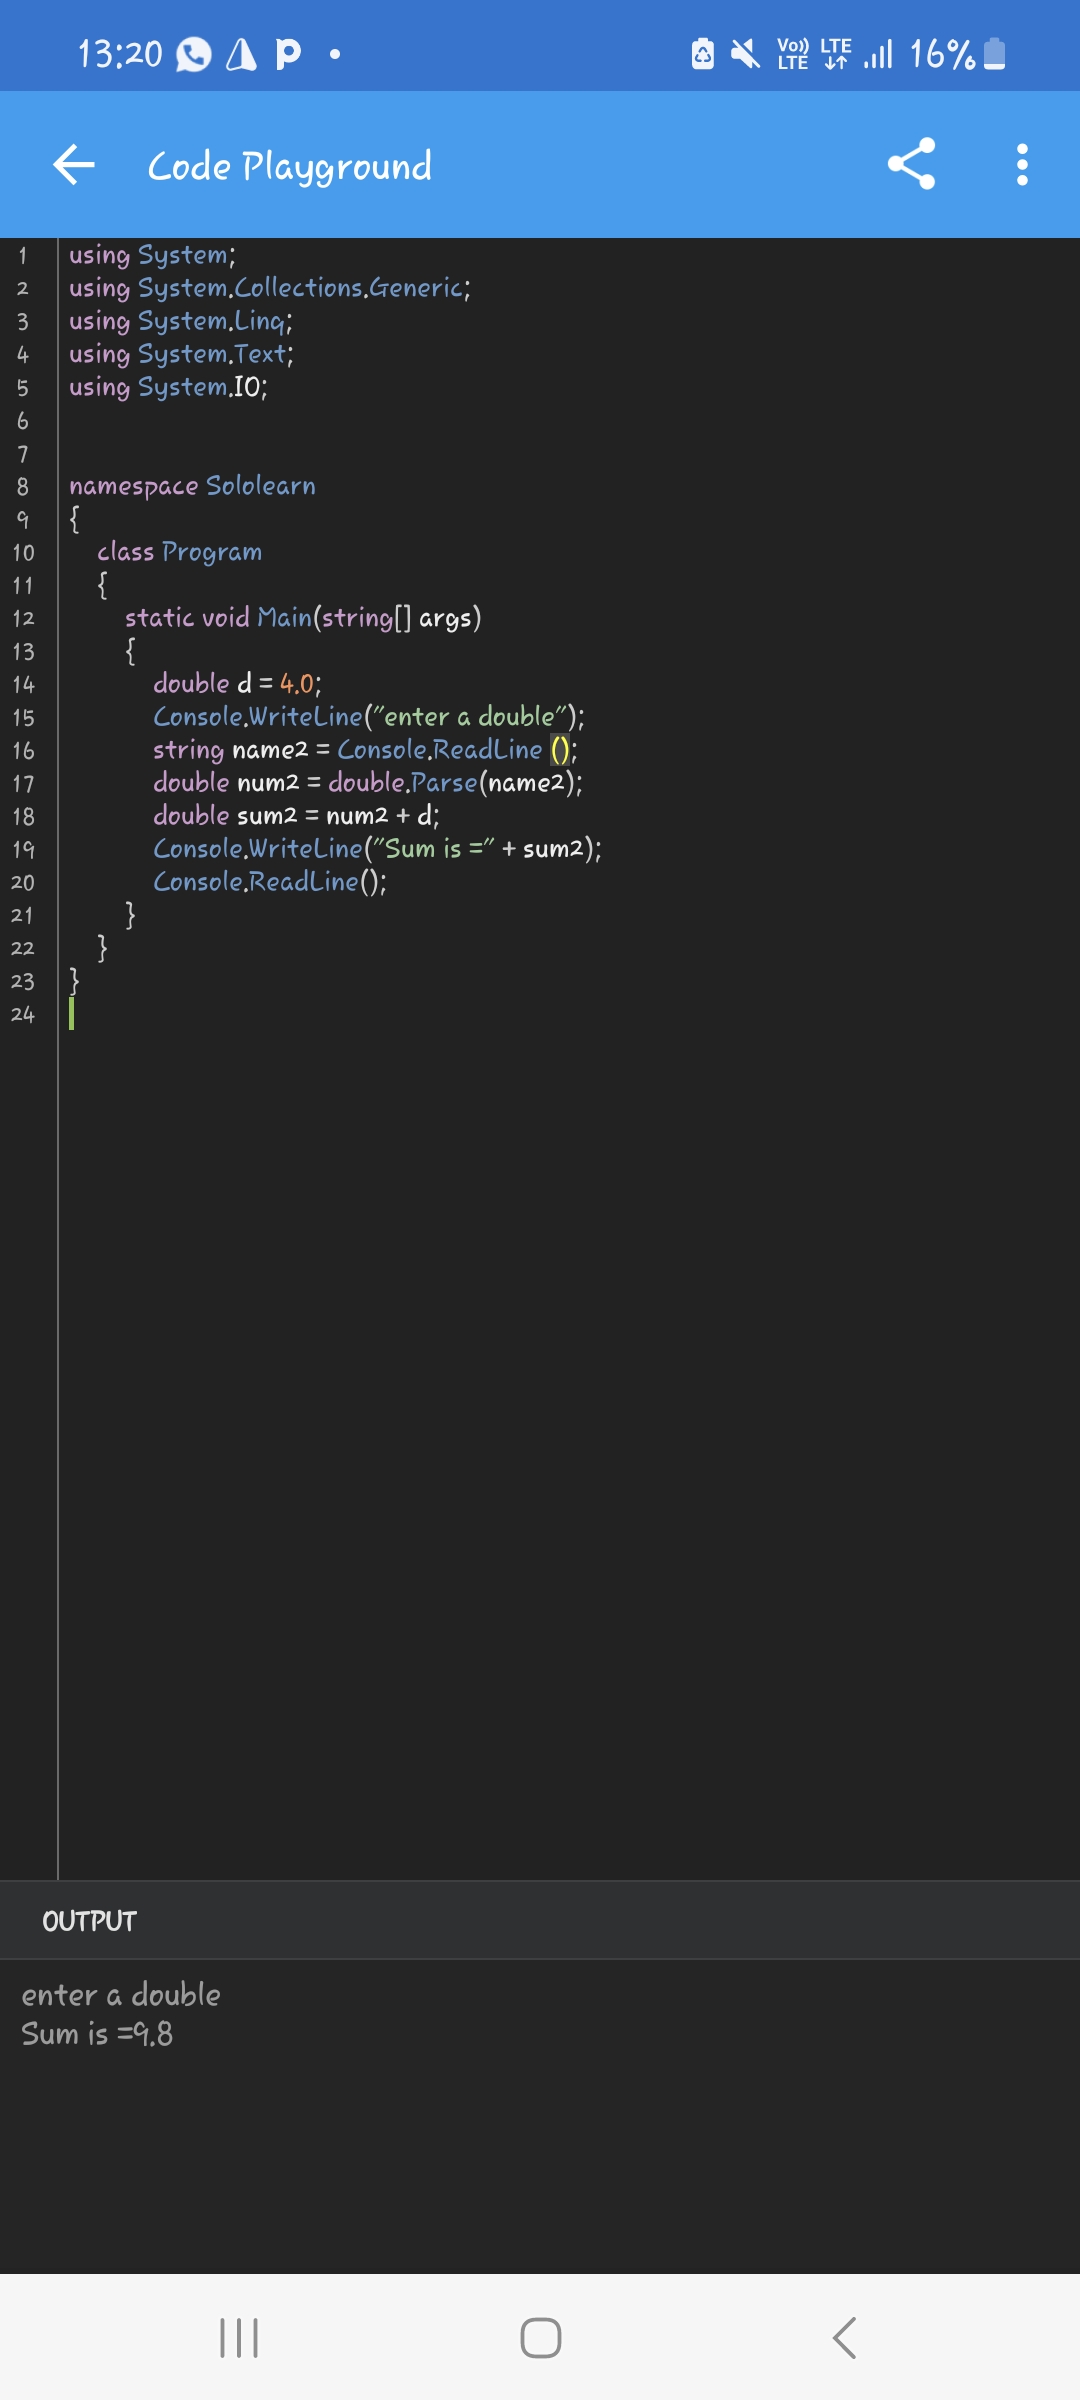 13:20 Vo)) LTE LTE 16%
Code Playground
1 using System;
2 using System.Collections.Generic;
3 using System.Linq;
4 using System.Text;
5 using System.IO;
6
7
8 namespace Sololearn
9 {
10 class Program
11 {
12 static void Main(string[] args)
13 {
14 double d = 4.0;
15 Console.WriteLine("enter a double");
16 string name2 = Console.ReadLine ();
17 double num2 = double.Parse(name2);
18 double sum2 = num2 + d;
19 Console.WriteLine("Sum is =" + sum2);
20 Console.ReadLine();
21 }
22 }
23 }
24
OUTPUT
enter a double
Sum is =9.8